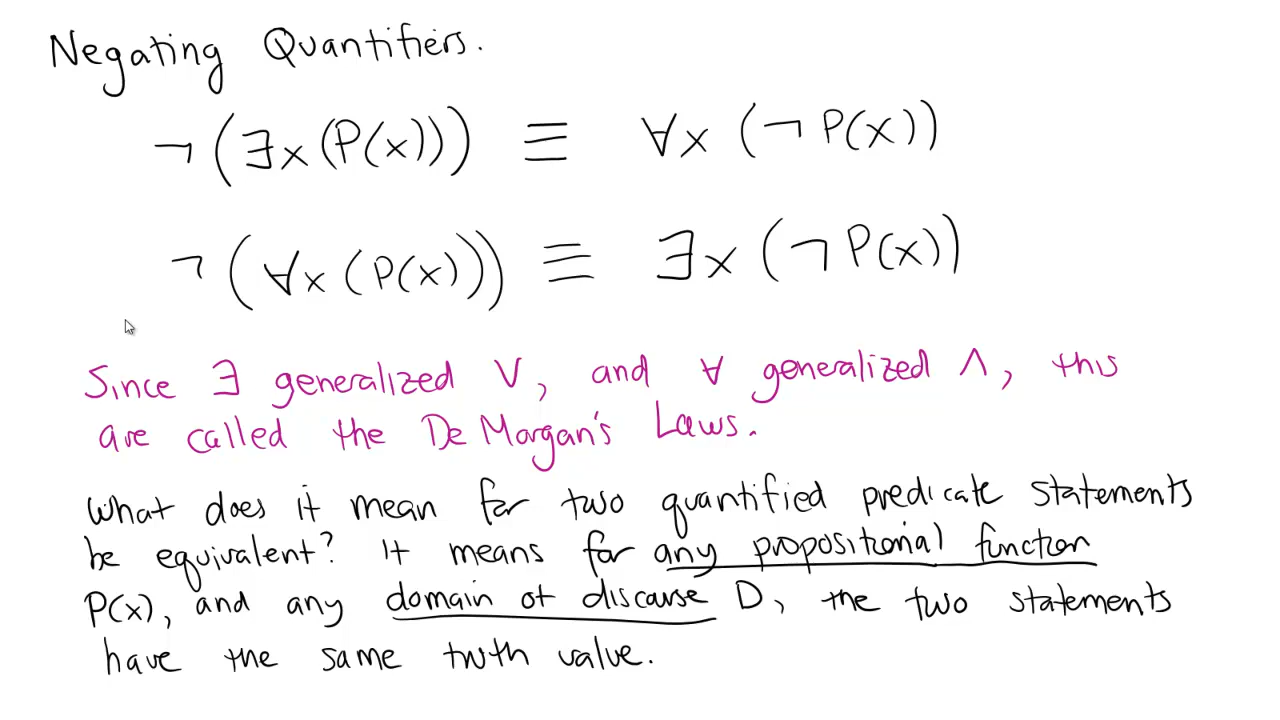 Negating Quantifiers.
¬(∃x(P(x))) ≡ ∀x(¬P(x))
¬(∀x(P(x))) ≡ ∃x(¬P(x))
Since ∃ generalized ∨, and ∀ generalized ∧, this
are called the De Morgan's Laws.
What does it mean for two quantified predicate statements
be equivalent? It means for any propositional function
P(x), and any domain of discourse D, the two statements
have the same truth value.